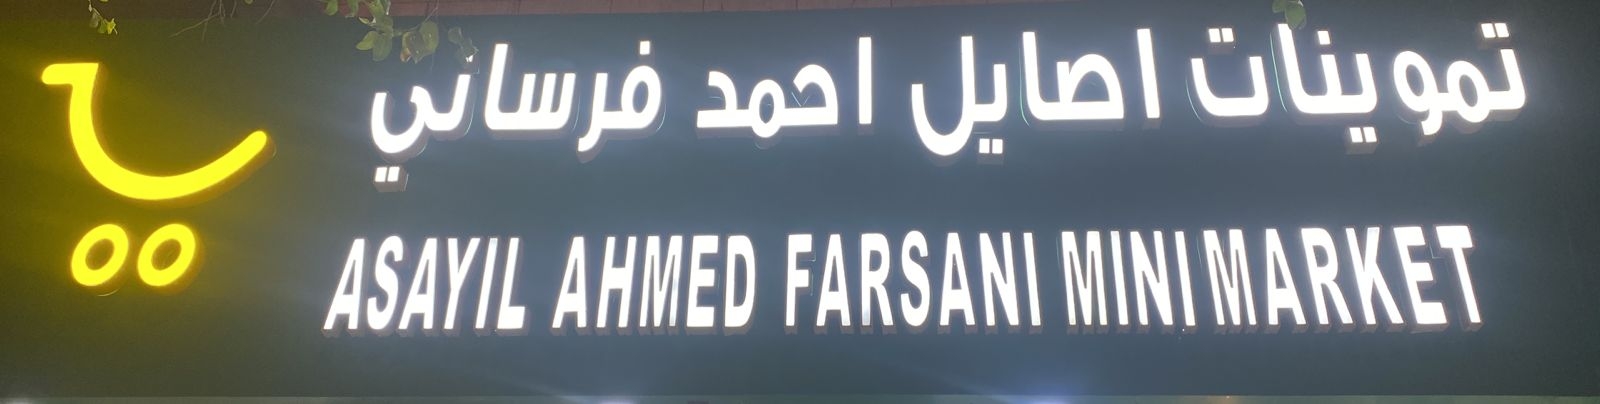 تموينات اصايل احمد فرساني
ASAYIL AHMED FARSANI MINI MARKET